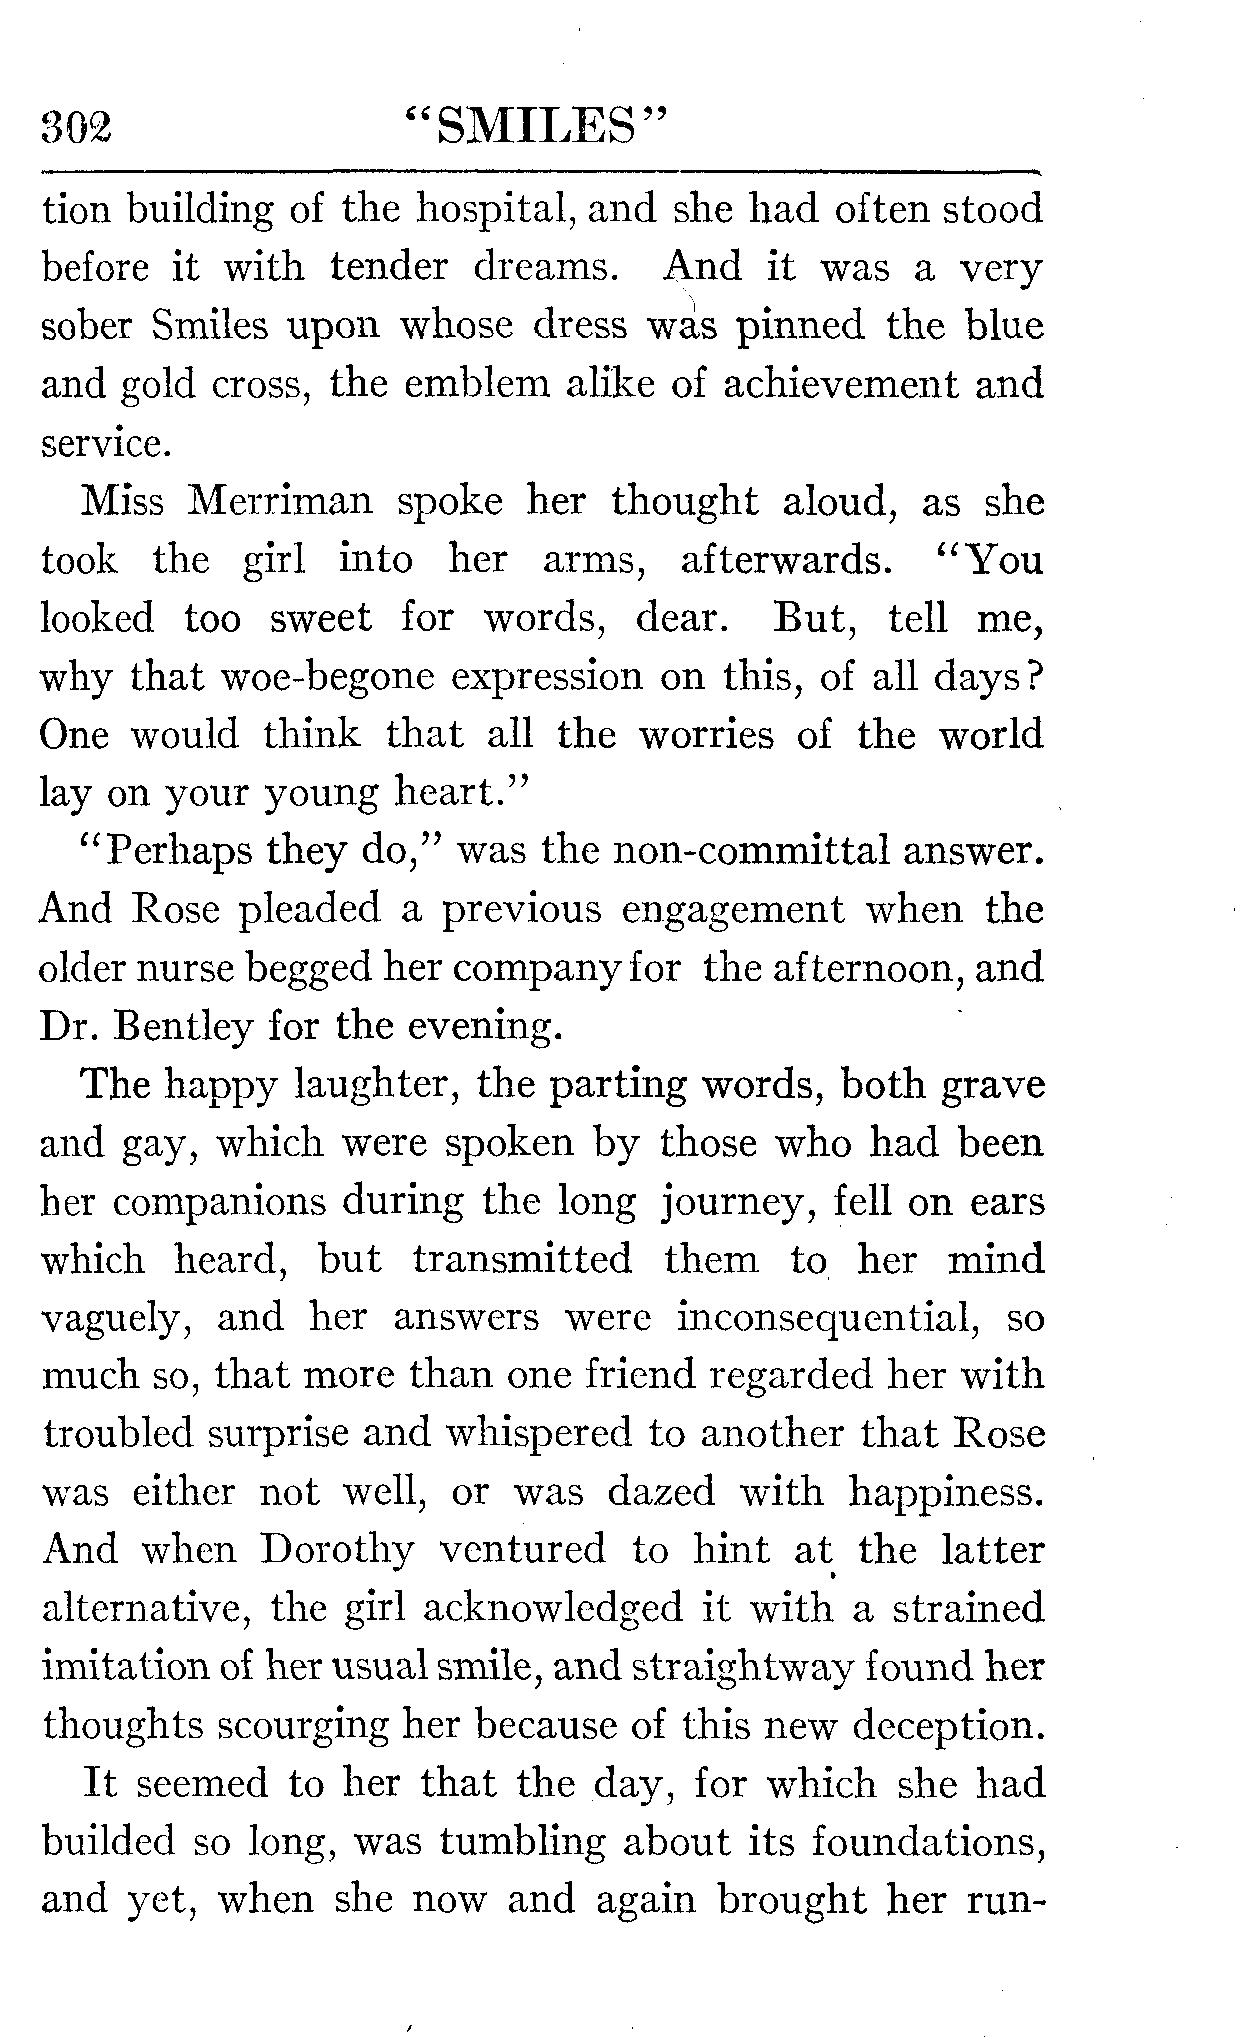 302 "SMILES"
tion building of the hospital, and she had often stood
before it with tender dreams. And it was a very
sober Smiles upon whose dress was pinned the blue
and gold cross, the emblem alike of achievement and
service.
Miss Merriman spoke her thought aloud, as she
took the girl into her arms, afterwards. "You
looked too sweet for words, dear. But, tell me,
why that woe-begone expression on this, of all days?
One would think that all the worries of the world
lay on your young heart."
"Perhaps they do," was the non-committal answer.
And Rose pleaded a previous engagement when the
older nurse begged her company for the afternoon, and
Dr. Bentley for the evening.
The happy laughter, the parting words, both grave
and gay, which were spoken by those who had been
her companions during the long journey, fell on ears
which heard, but transmitted them to her mind
vaguely, and her answers were inconsequential, so
much so, that more than one friend regarded her with
troubled surprise and whispered to another that Rose
was either not well, or was dazed with happiness.
And when Dorothy ventured to hint at the latter
alternative, the girl acknowledged it with a strained
imitation of her usual smile, and straightway found her
thoughts scourging her because of this new deception.
It seemed to her that the day, for which she had
builded so long, was tumbling about its foundations,
and yet, when she now and again brought her run-